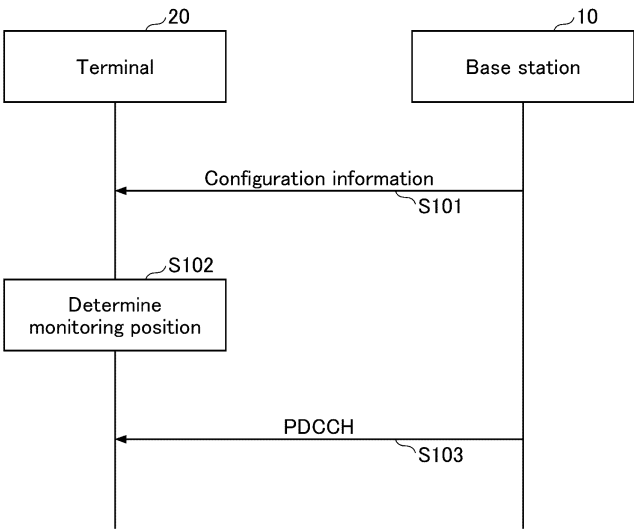 20
10
Terminal
Base station
Configuration information
S101
S102
Determine
monitoring position
PDCCH
S103